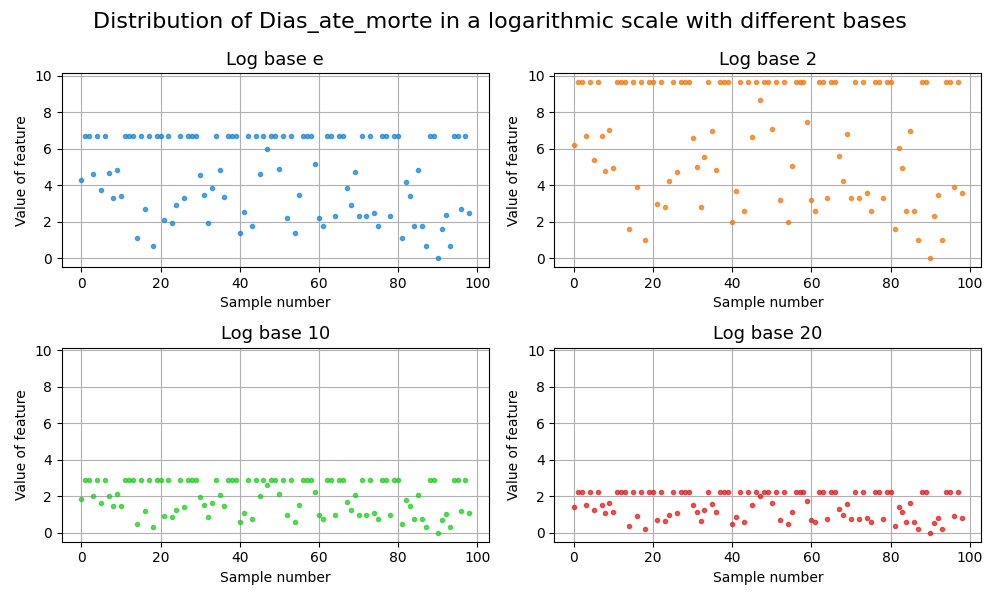 Distribution of Dias_ate_morte in a logarithmic scale with different bases
Log base e
10
8
6
4
2
0
Value of feature
0 20 40 60 80 100
Sample number
Log base 2
10
8
6
4
2
0
Value of feature
0 20 40 60 80 100
Sample number
Log base 10
10
8
6
4
2
0
Value of feature
0 20 40 60 80 100
Sample number
Log base 20
10
8
6
4
2
0
Value of feature
0 20 40 60 80 100
Sample number